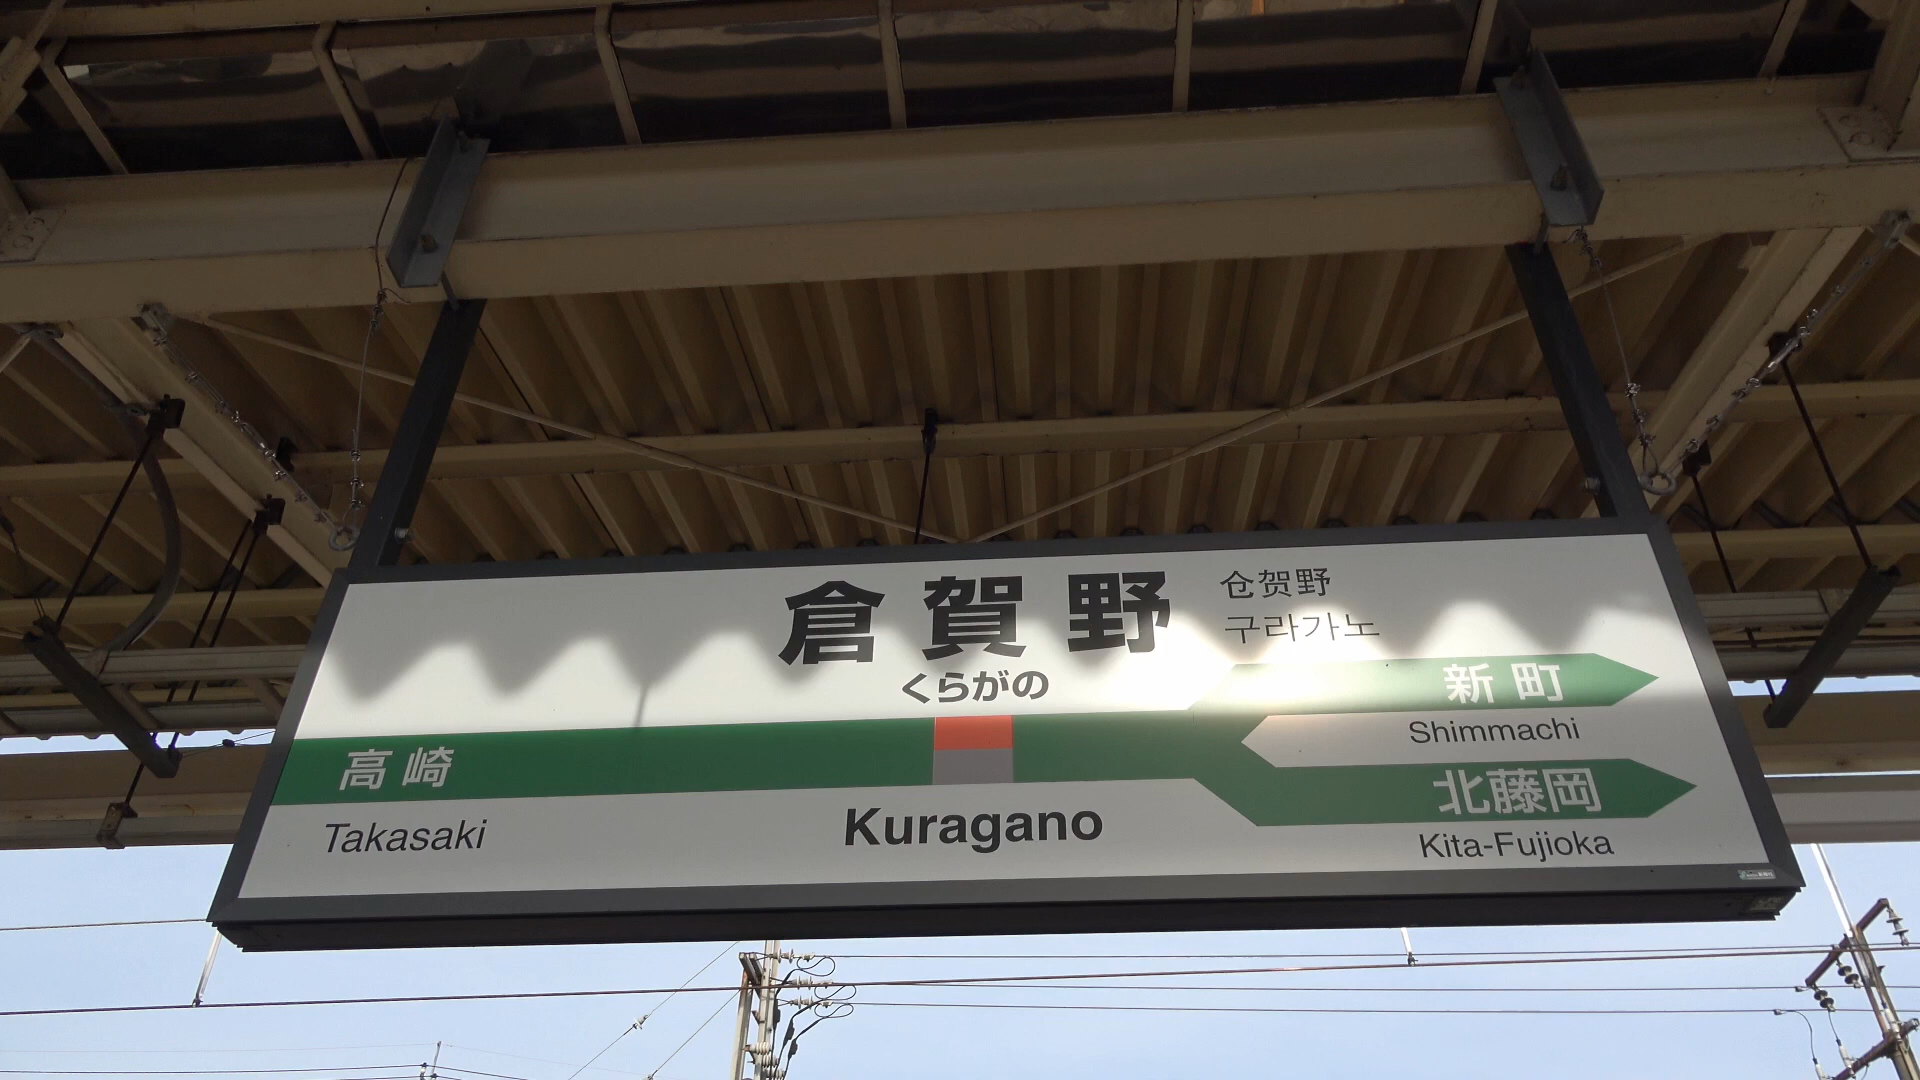 倉賀野
仓贺野
구라가노
くらがの
新町
Shimmachi
高崎
北藤岡
Takasaki
Kuragano
Kita-Fujioka